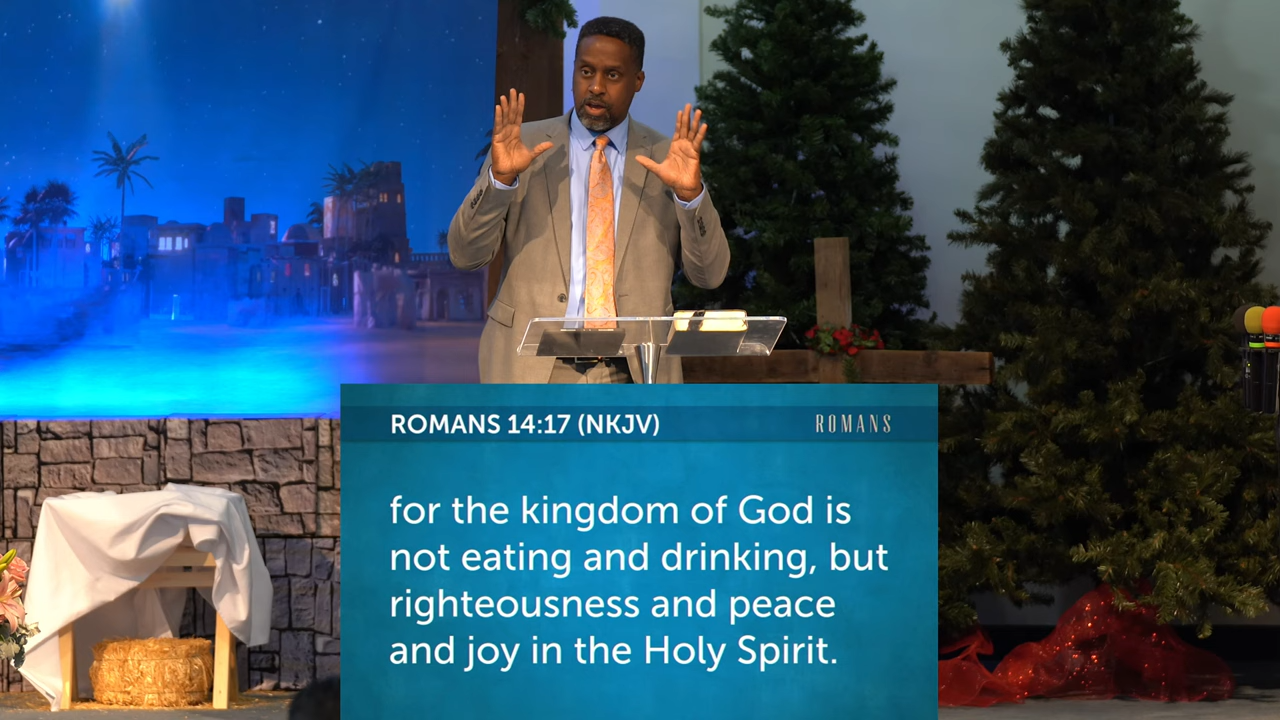 ROMANS 14:17 (NKJV)
ROMANS
for the kingdom of God is
not eating and drinking, but
righteousness and peace
and joy in the Holy Spirit.